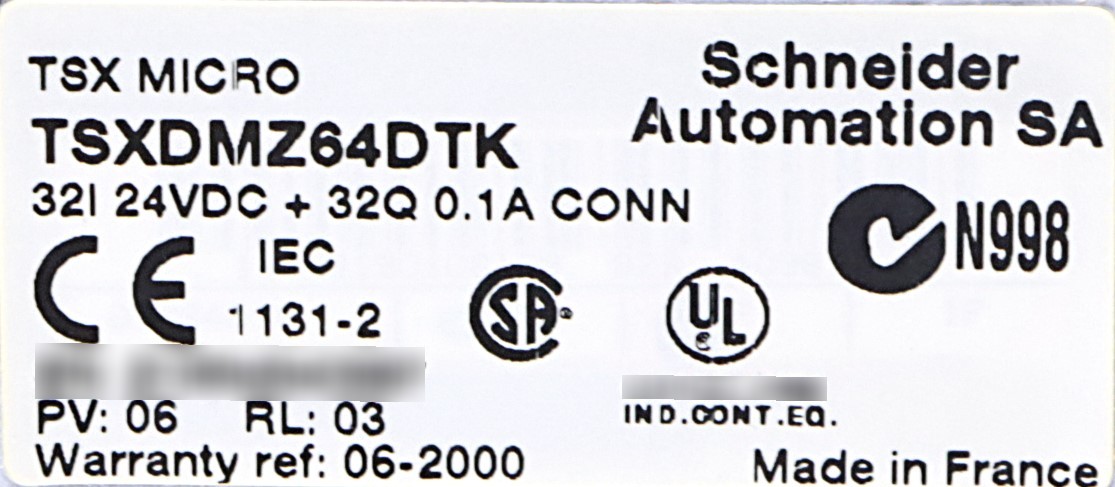 TSX MICRO
Schneider
Automation SA
TSXDMZ64DTK
32I 24VDC + 32Q 0.1A CONN
N998
CE
IEC
1131-2
SA
UL
PV: 06 RL: 03
IND.CONT.EQ.
Warranty ref: 06-2000
Made in France